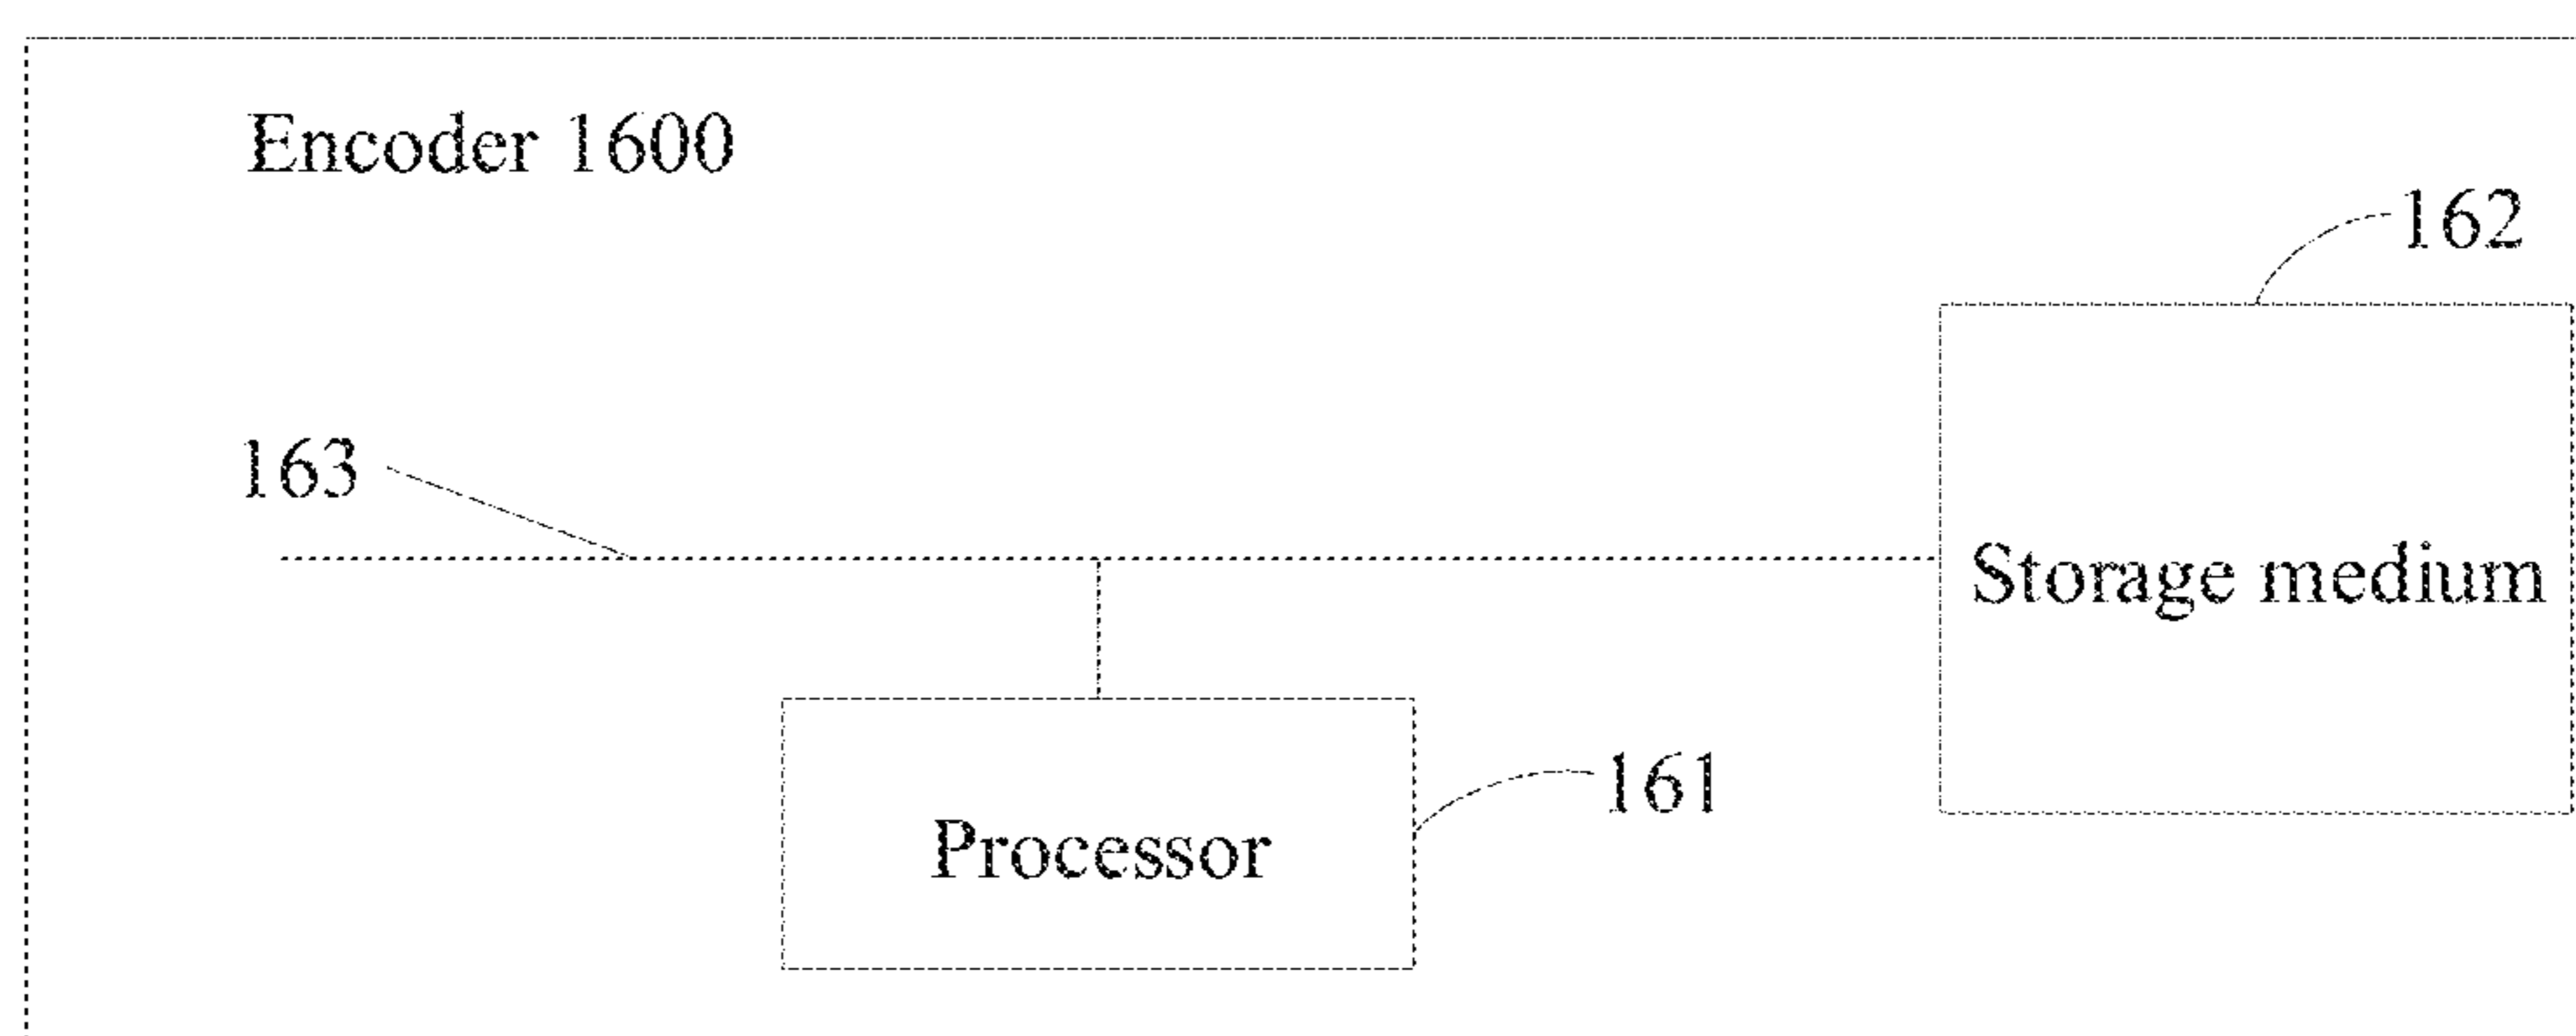 Encoder 1600
162
163
Storage medium
161
Processor